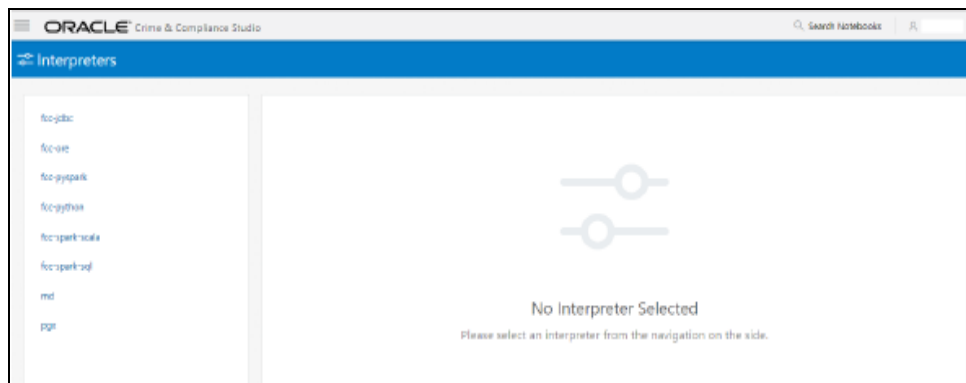 ORACLE Crime & Compliance Studio
Search Notebooks
Interpreters
fcc-jdbc
fcc-ore
fcc-pyspark
fcc-python
fcc-spark-scala
fcc-spark-sql
md
pgx
No Interpreter Selected
Please select an interpreter from the navigation on the side.